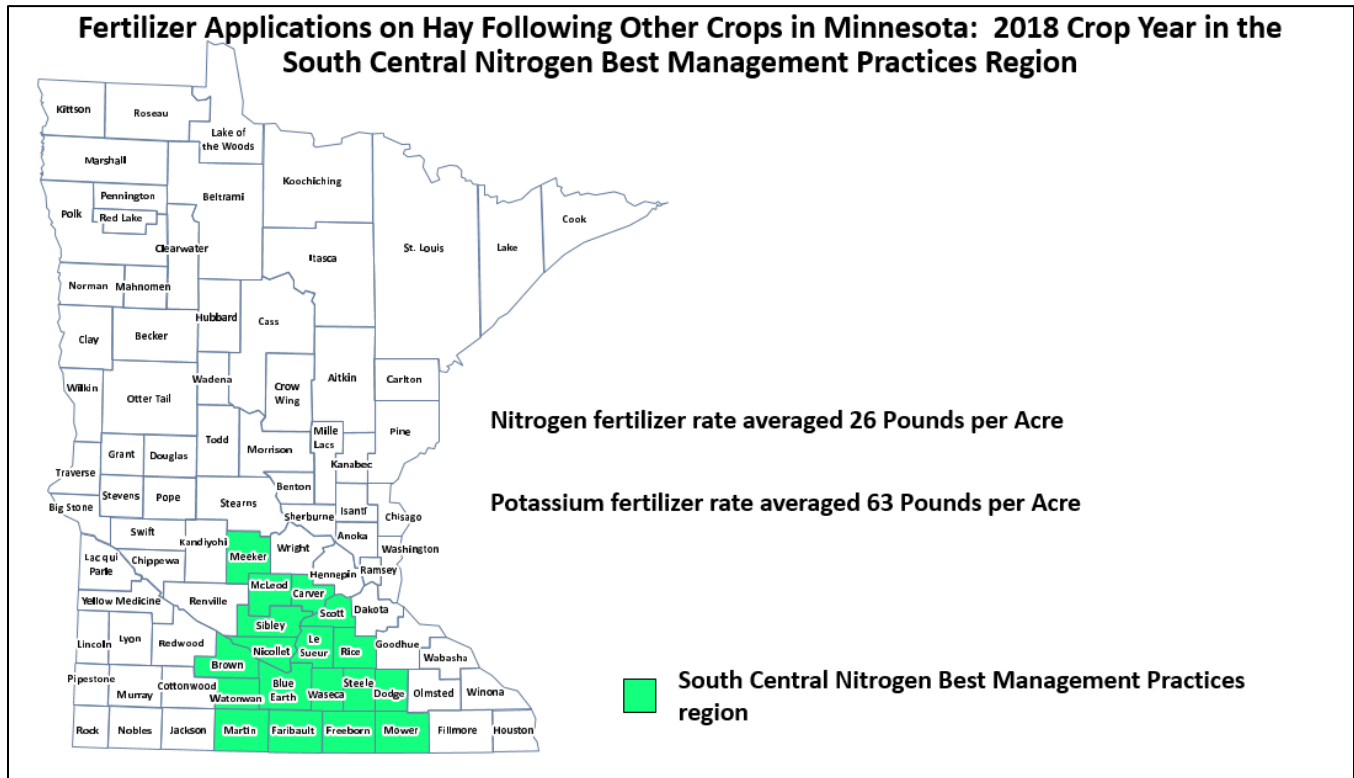 Fertilizer Applications on Hay Following Other Crops in Minnesota:  2018 Crop Year in the
South Central Nitrogen Best Management Practices Region
Kittson
Roseau
Lake of
the Woods
Marshall
Koochiching
Pennington
Beltrami
Polk
Red Lake
Cook
Clearwater
St. Louis
Lake
Itasca
Norman
Mahnomen
Hubbard
Cass
Clay
Becker
Wilkin
Wadena
Crow
Wing
Aitkin
Carlton
Otter Tail
Nitrogen fertilizer rate averaged 26 Pounds per Acre
Todd
Mille
Lacs
Pine
Morrison
Grant
Douglas
Kanabec
Traverse
Benton
Stevens
Pope
Stearns
Big Stone
Sherburne
Isanti
Chisago
Potassium fertilizer rate averaged 63 Pounds per Acre
Swift
Kandiyohi
Anoka
Meeker
Wright
Washington
Lac qui
Parle
Chippewa
Hennepin
Ramsey
McLeod
Carver
Yellow Medicine
Renville
Scott
Dakota
Sibley
Lincoln
Lyon
Redwood
Nicollet
Le
Sueur
Rice
Goodhue
Wabasha
Brown
Pipestone
Murray
Cottonwood
Watonwan
Blue
Earth
Waseca
Steele
Dodge
Olmsted
Winona
Rock
Nobles
Jackson
Martin
Faribault
Freeborn
Mower
Fillmore
Houston
South Central Nitrogen Best Management Practices
region